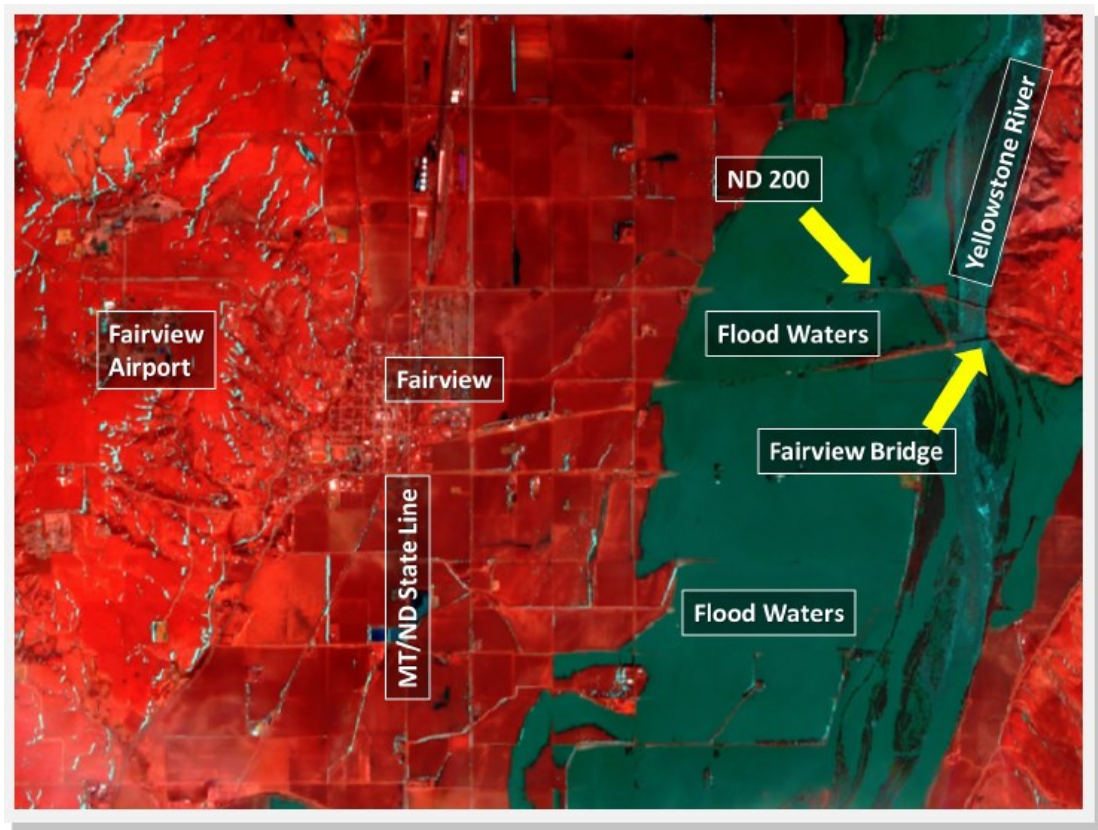 ND 200
Yellowstone River
Fairview
Airport
Flood Waters
Fairview
Fairview Bridge
MT/ND State Line
Flood Waters